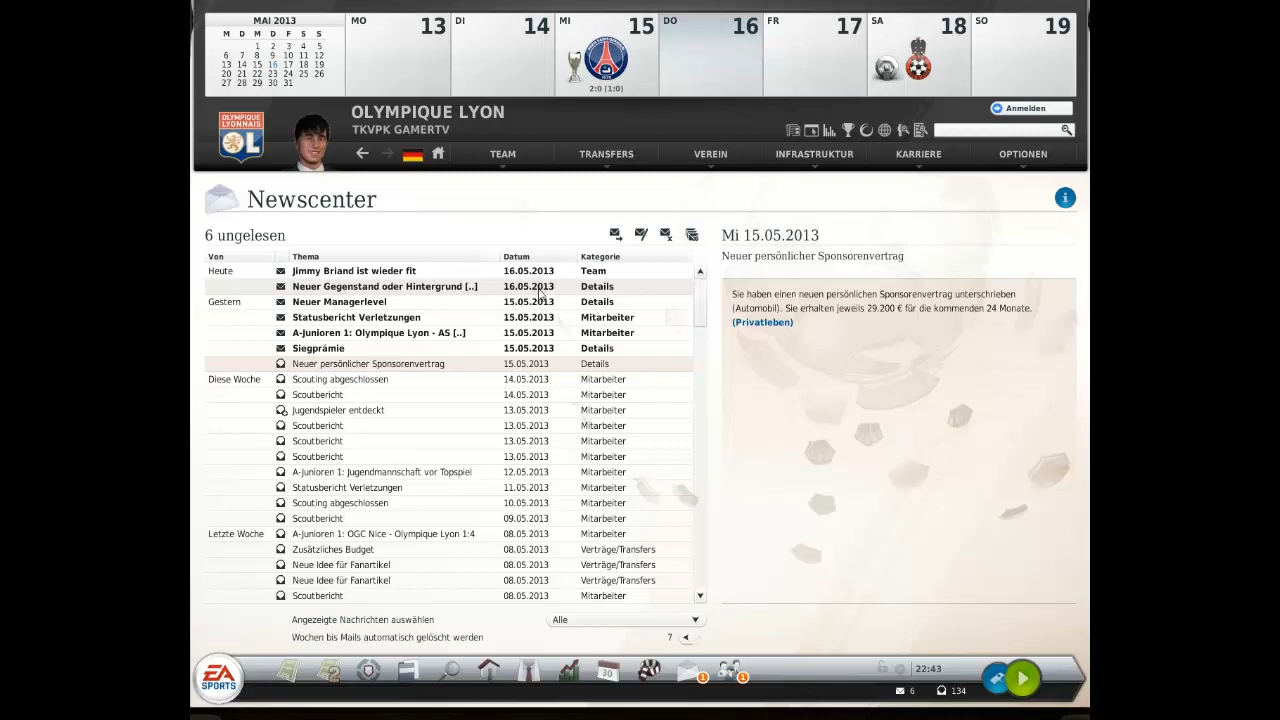 MAI 2013
M D M D F S S
1 2 3 4 5
6 7 8 9 10 11 12
13 14 15 16 17 18 19
20 21 22 23 24 25 26
27 28 29 30 31
MO 13
DI 14
MI 15
2:0 (1:0)
DO 16
FR 17
SA 18
SO 19
OLYMPIQUE LYON
TKVPK GAMERTV
Anmelden
OLYMPIQUE
LYONNAIS
OL
TEAM TRANSFERS VEREIN INFRASTRUKTUR KARRIERE OPTIONEN
Newscenter
6 ungelesen
Von Thema Datum Kategorie
Heute Jimmy Briand ist wieder fit 16.05.2013 Team
Neuer Gegenstand oder Hintergrund [..] 16.05.2013 Details
Gestern Neuer Managerlevel 15.05.2013 Details
Statusbericht Verletzungen 15.05.2013 Mitarbeiter
A-Junioren 1: Olympique Lyon - AS [..] 15.05.2013 Mitarbeiter
Siegprämie 15.05.2013 Details
Neuer persönlicher Sponsorenvertrag 15.05.2013 Details
Diese Woche Scouting abgeschlossen 14.05.2013 Mitarbeiter
Scoutbericht 14.05.2013 Mitarbeiter
Jugendspieler entdeckt 13.05.2013 Mitarbeiter
Scoutbericht 13.05.2013 Mitarbeiter
Scoutbericht 13.05.2013 Mitarbeiter
Scoutbericht 13.05.2013 Mitarbeiter
A-Junioren 1: Jugendmannschaft vor Topspiel 12.05.2013 Mitarbeiter
Statusbericht Verletzungen 11.05.2013 Mitarbeiter
Scouting abgeschlossen 10.05.2013 Mitarbeiter
Scoutbericht 09.05.2013 Mitarbeiter
Letzte Woche A-Junioren 1: OGC Nice - Olympique Lyon 1:4 08.05.2013 Mitarbeiter
Zusätzliches Budget 08.05.2013 Verträge/Transfers
Neue Idee für Fanartikel 08.05.2013 Verträge/Transfers
Neue Idee für Fanartikel 08.05.2013 Verträge/Transfers
Scoutbericht 08.05.2013 Mitarbeiter
Angezeigte Nachrichten auswählen Alle
Wochen bis Mails automatisch gelöscht werden 7
Mi 15.05.2013
Neuer persönlicher Sponsorenvertrag
Sie haben einen neuen persönlichen Sponsorenvertrag unterschrieben
(Automobil). Sie erhalten jeweils 29.200 € für die kommenden 24 Monate.
(Privatleben)
EA
SPORTS
2
30
1
1
22:43
6 134